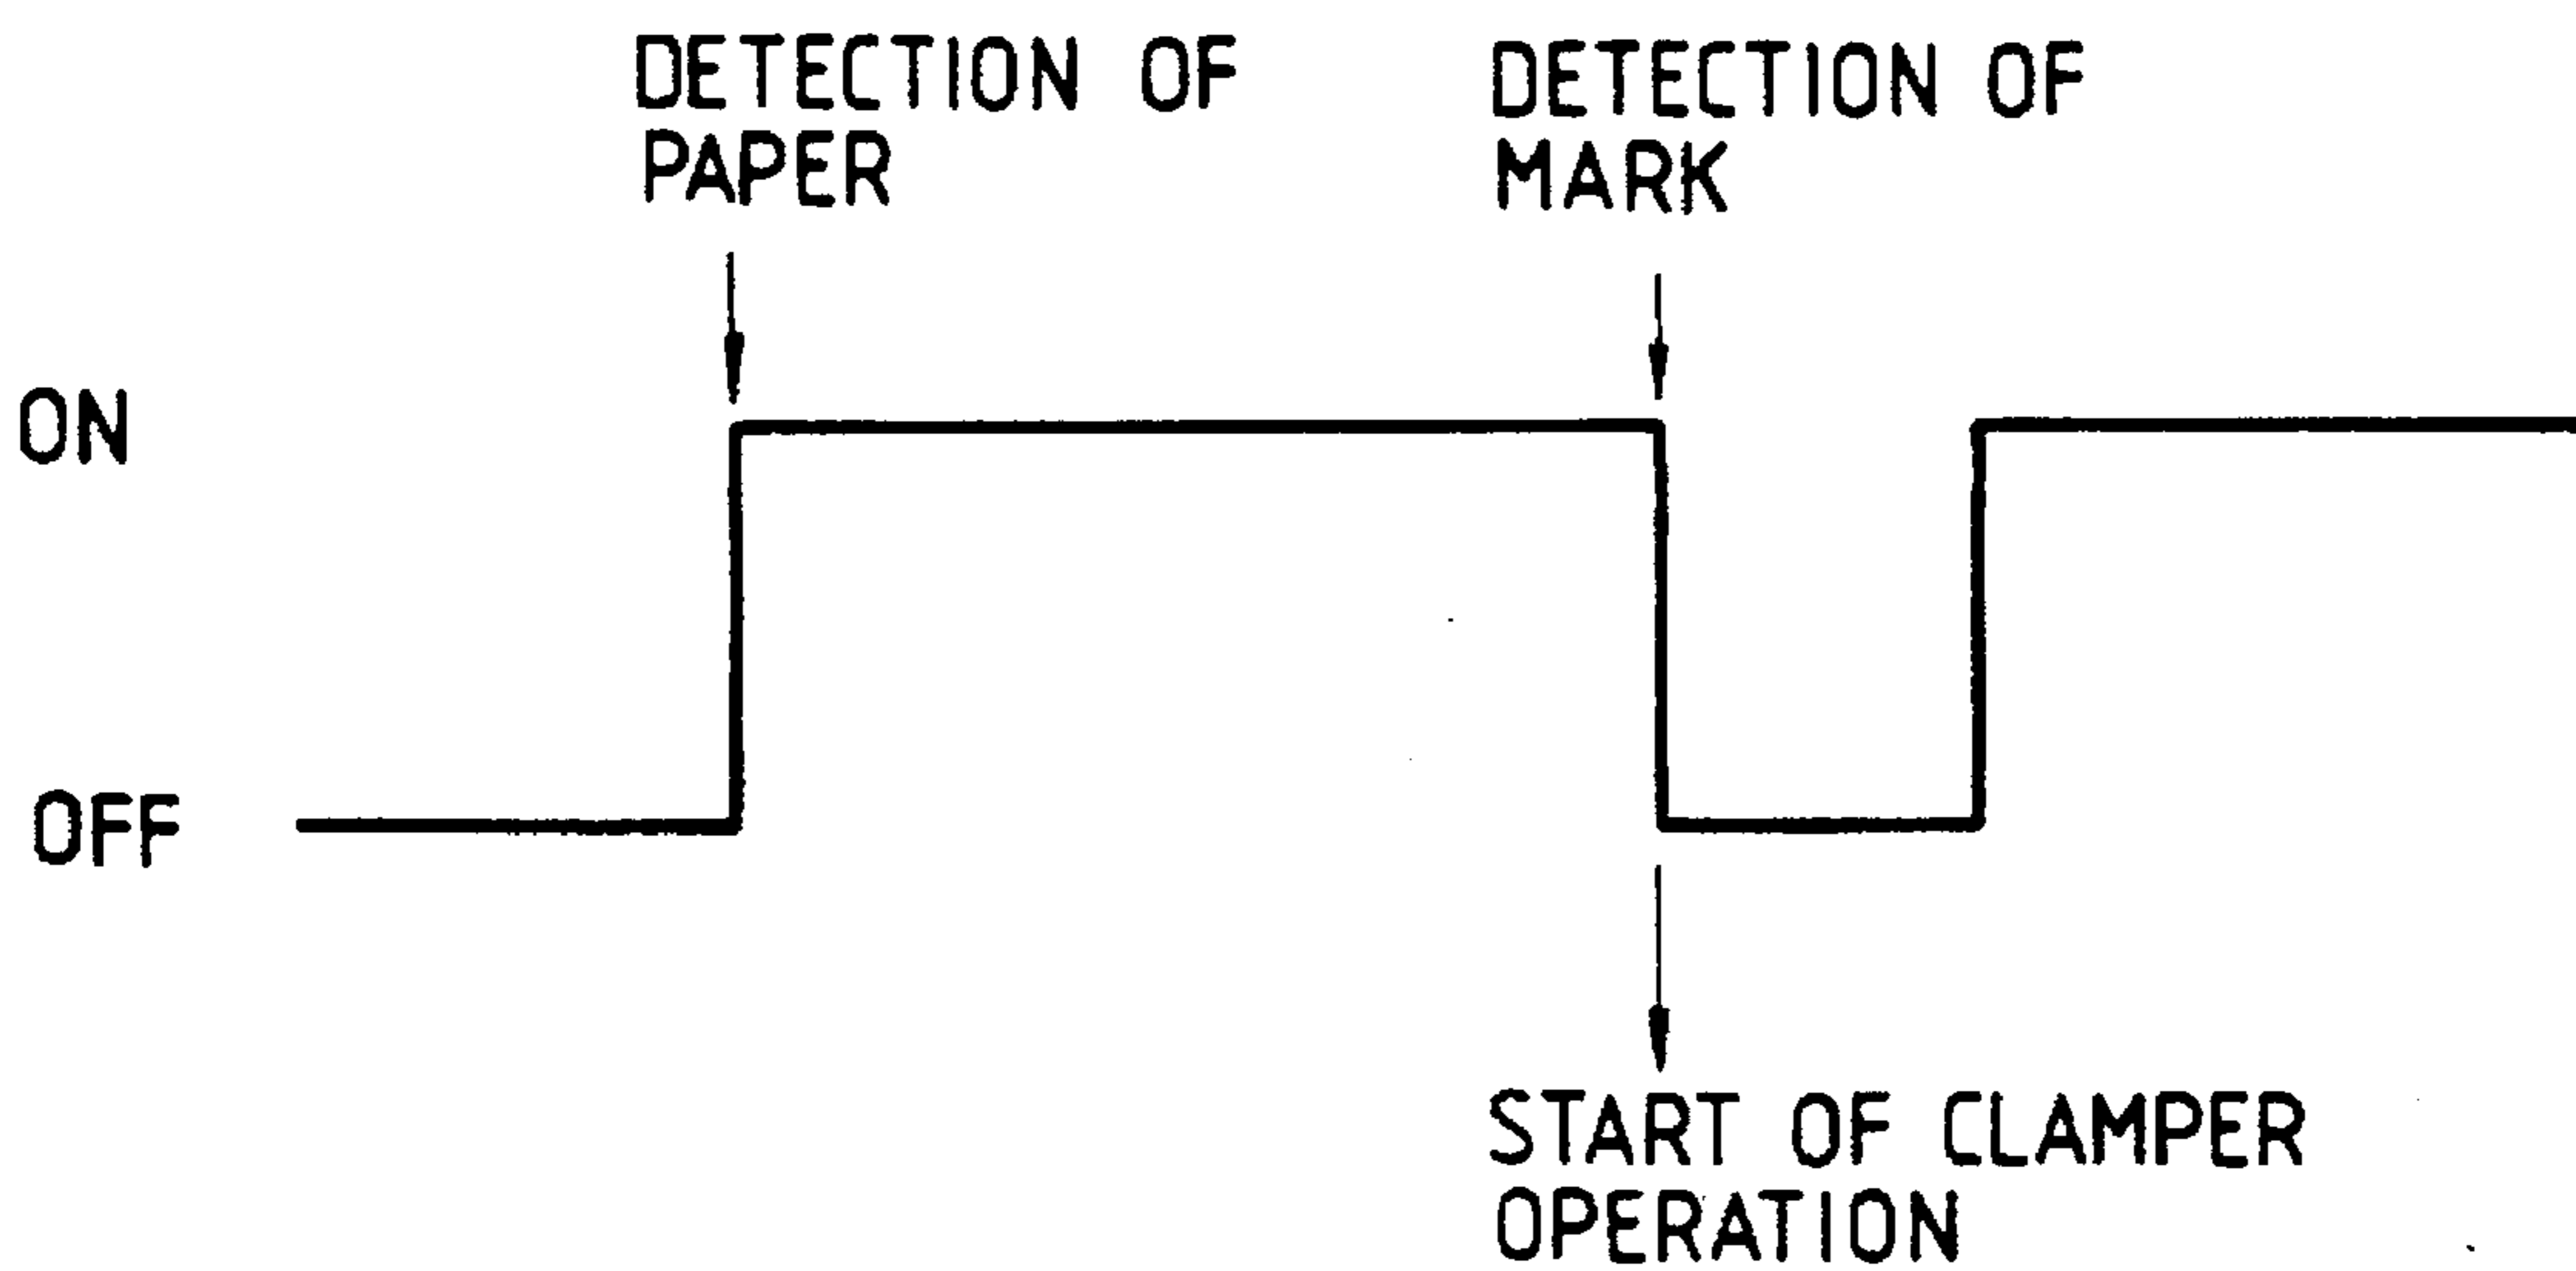 DETECTION OF
PAPER
DETECTION OF
MARK
ON
OFF
START OF CLAMPER
OPERATION